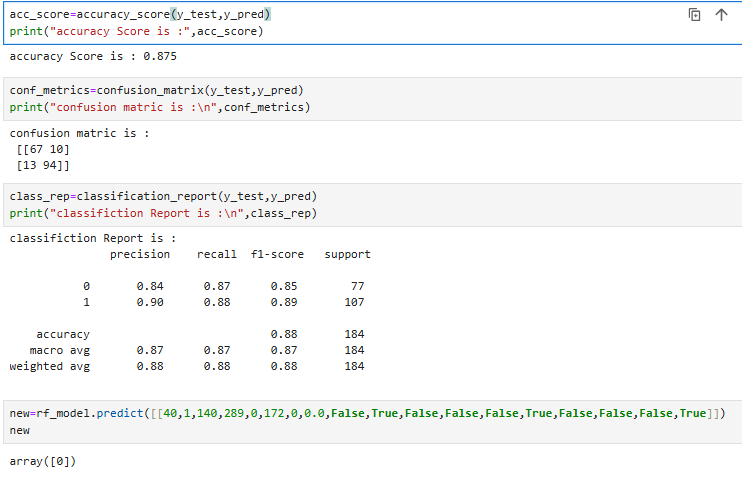 acc_score=accuracy_score(y_test,y_pred)
print("accuracy Score is :",acc_score)
accuracy Score is : 0.875
conf_metrics=confusion_matrix(y_test,y_pred)
print("confusion matric is :\n",conf_metrics)
confusion matric is :
 [[67 10]
 [13 94]]
class_rep=classification_report(y_test,y_pred)
print("classifiction Report is :\n",class_rep)
classifiction Report is :
               precision    recall  f1-score   support
           0       0.84      0.87      0.85        77
           1       0.90      0.88      0.89       107
    accuracy                           0.88       184
   macro avg       0.87      0.87      0.87       184
weighted avg       0.88      0.88      0.88       184
new=rf_model.predict([[40,1,140,289,0,172,0,0.0,False,True,False,False,False,True,False,False,False,True]])
new
array([0])